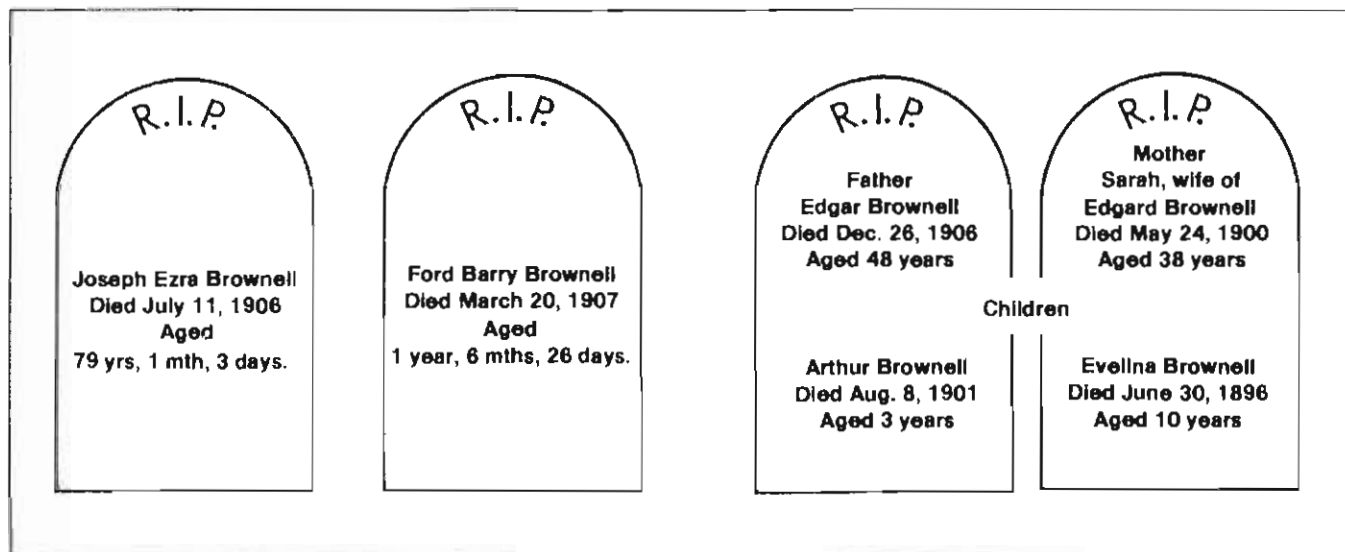 R.I.P.
Joseph Ezra Brownell
Died July 11, 1906
Aged
79 yrs, 1 mth, 3 days.
R.I.P.
Ford Barry Brownell
Died March 20, 1907
Aged
1 year, 6 mths, 26 days.
R.I.P.
Father
Edgar Brownell
Died Dec. 26, 1906
Aged 48 years
R.I.P.
Mother
Sarah, wife of
Edgard Brownell
Died May 24, 1900
Aged 38 years
Children
Arthur Brownell
Died Aug. 8, 1901
Aged 3 years
Evelina Brownell
Died June 30, 1896
Aged 10 years